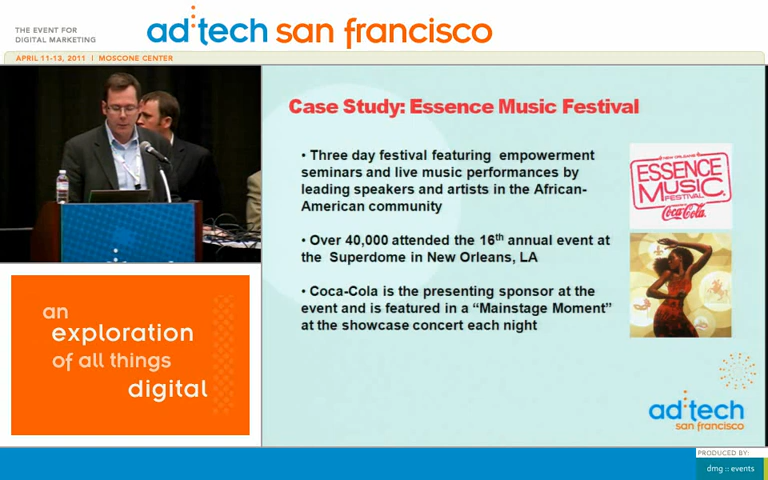 THE EVENT FOR
DIGITAL MARKETING
ad:tech san francisco
APRIL 11-13, 2011 | MOSCONE CENTER
Case Study: Essence Music Festival
• Three day festival featuring empowerment
seminars and live music performances by
leading speakers and artists in the African-
American community
• Over 40,000 attended the 16th annual event at
the Superdome in New Orleans, LA
• Coca-Cola is the presenting sponsor at the
event and is featured in a “Mainstage Moment”
at the showcase concert each night
ESSENCE
MUSIC
FESTIVAL
Coca-Cola
an
exploration
of all things
digital
ad:tech
san francisco
PRODUCED BY:
dmg :: events